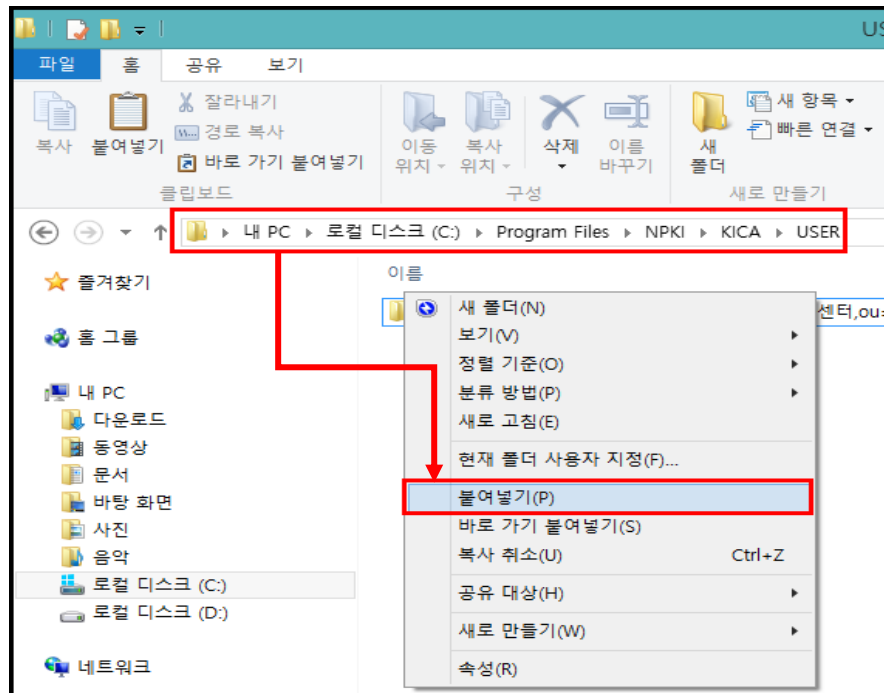 US
파일 홈 공유 보기
복사
붙여넣기
잘라내기
경로 복사
바로 가기 붙여넣기
클립보드
이동
위치
복사
위치
삭제
이름
바꾸기
구성
새
폴더
새 항목
빠른 연결
새로 만들기
내 PC 로컬 디스크 (C:) Program Files NPKI KICA USER
즐겨찾기
홈 그룹
내 PC
다운로드
동영상
문서
바탕 화면
사진
음악
로컬 디스크 (C:)
로컬 디스크 (D:)
네트워크
이름
센터,ou=
새 폴더(N)
보기(V)
정렬 기준(O)
분류 방법(P)
새로 고침(E)
현재 폴더 사용자 지정(F)...
붙여넣기(P)
바로 가기 붙여넣기(S)
복사 취소(U) Ctrl+Z
공유 대상(H)
새로 만들기(W)
속성(R)